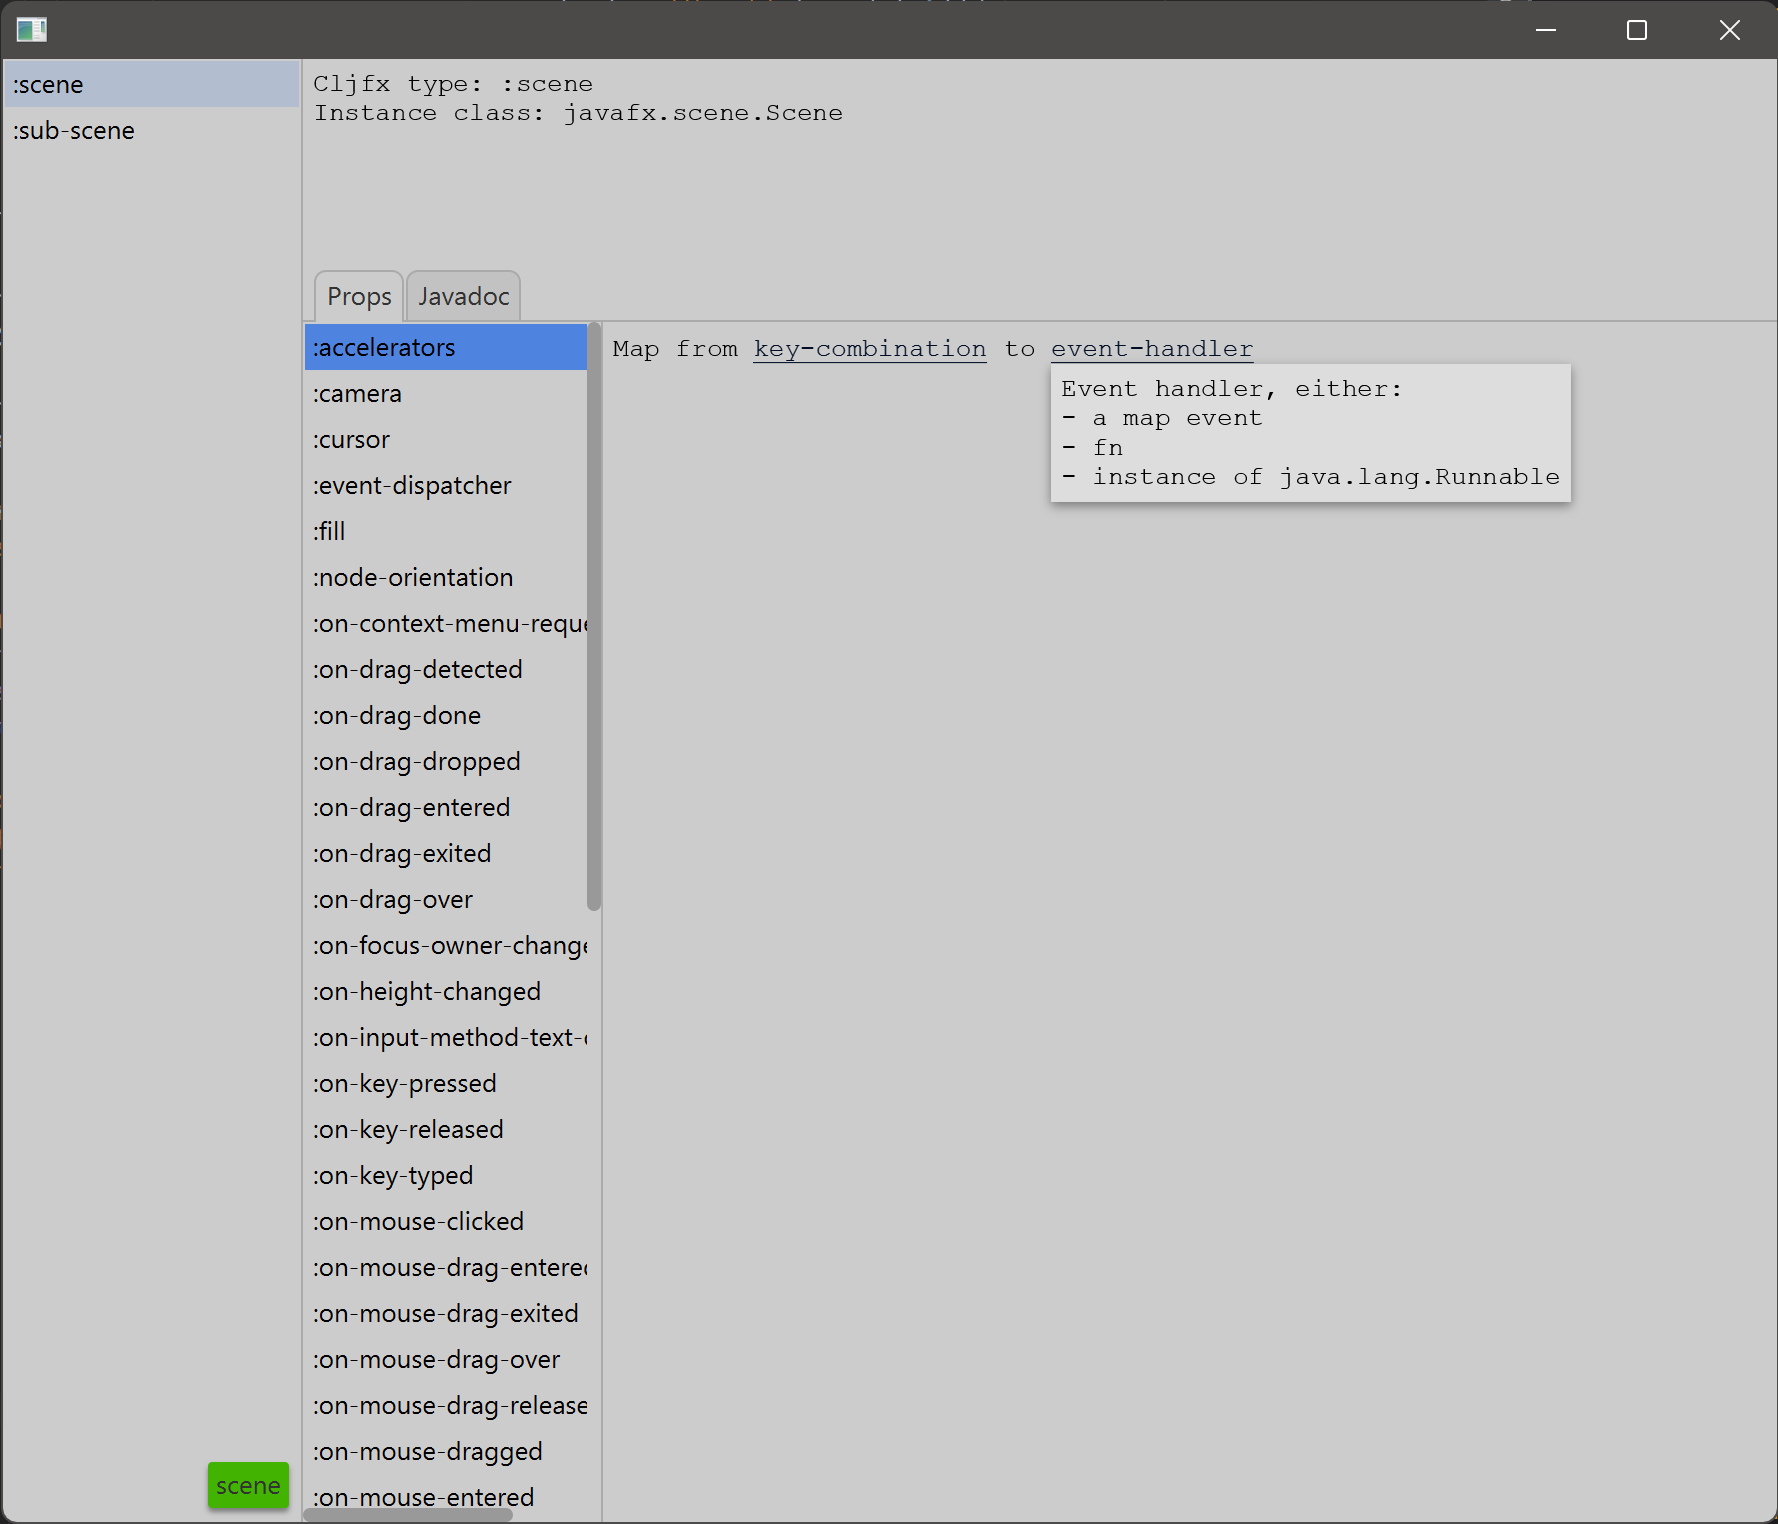 :scene
:sub-scene
Cljfx type: :scene
Instance class: javafx.scene.Scene
Props
Javadoc
:accelerators
:camera
:cursor
:event-dispatcher
:fill
:node-orientation
:on-context-menu-reque
:on-drag-detected
:on-drag-done
:on-drag-dropped
:on-drag-entered
:on-drag-exited
:on-drag-over
:on-focus-owner-change
:on-height-changed
:on-input-method-text-
:on-key-pressed
:on-key-released
:on-key-typed
:on-mouse-clicked
:on-mouse-drag-entered
:on-mouse-drag-exited
:on-mouse-drag-over
:on-mouse-drag-release
:on-mouse-dragged
:on-mouse-entered
Map from key-combination to event-handler
Event handler, either:
- a map event
- fn
- instance of java.lang.Runnable
scene